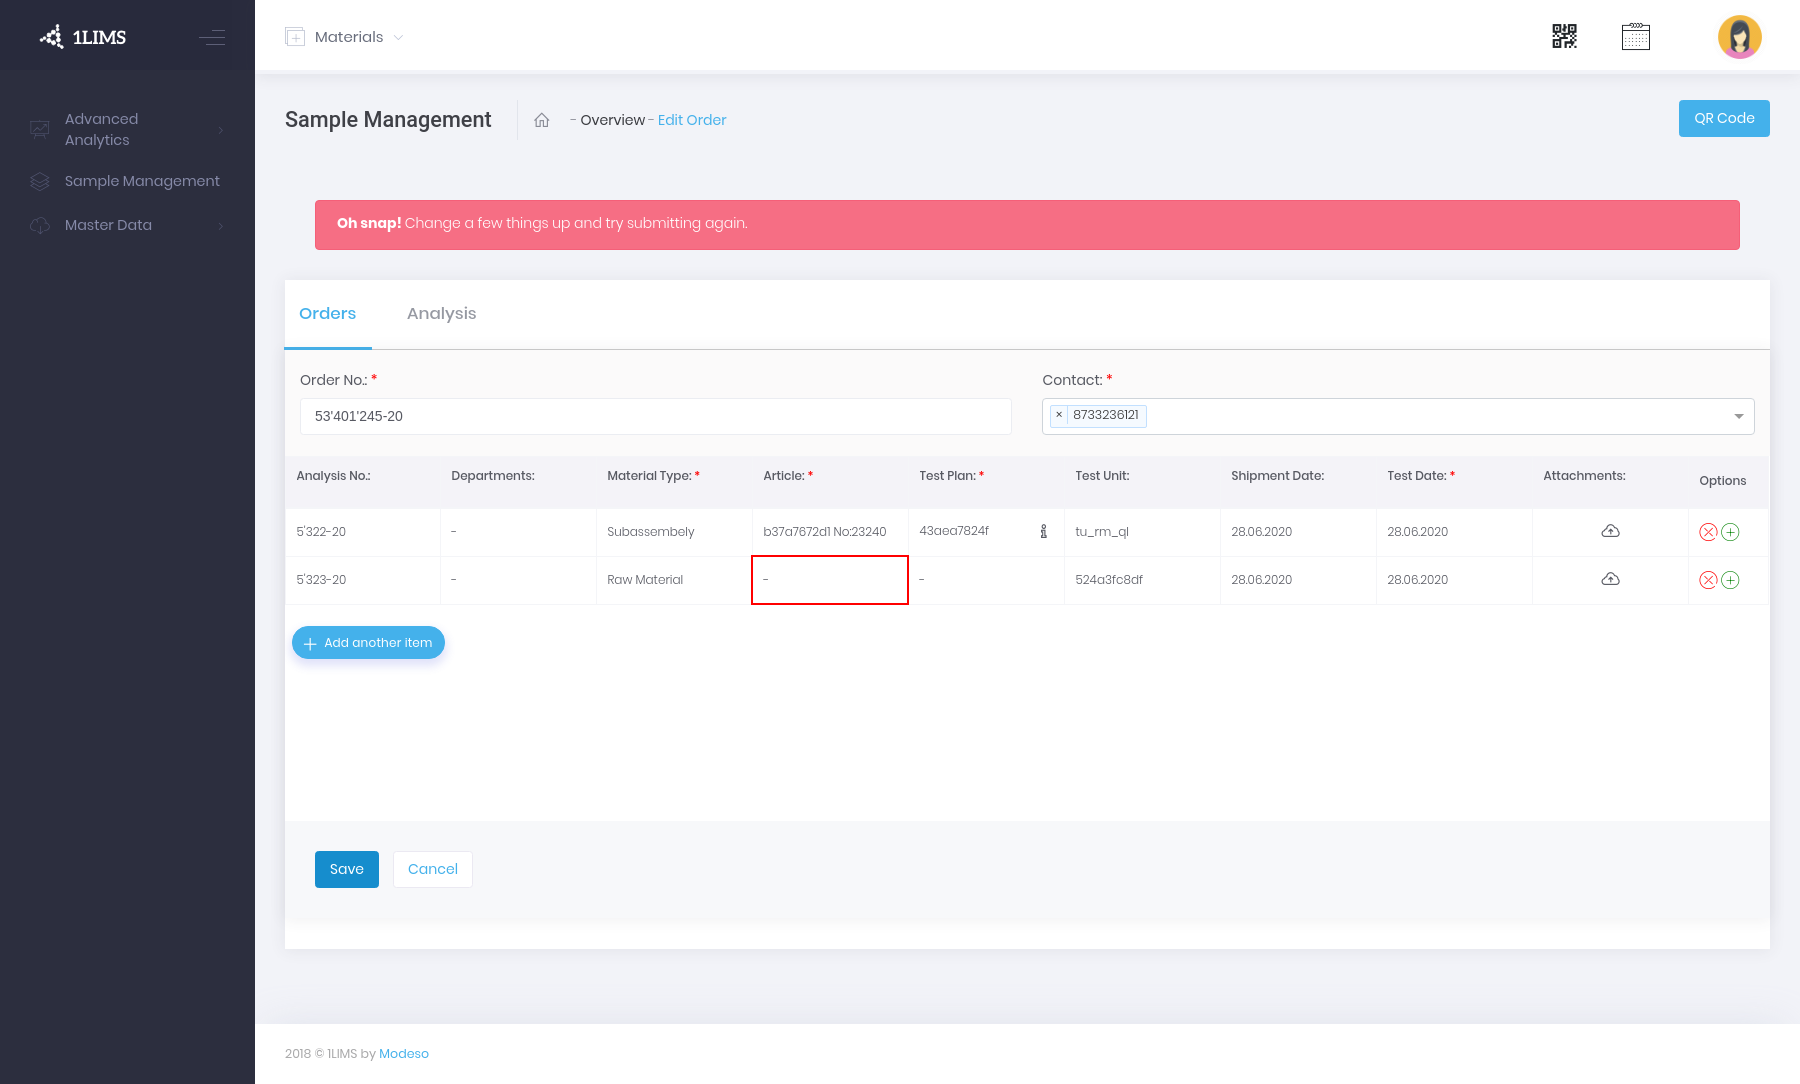 1LIMS
Materials
Advanced
Analytics
Sample Management
Master Data
Sample Management
- Overview - Edit Order
QR Code
Oh snap! Change a few things up and try submitting again.
Orders
Analysis
Order No.: *
Contact: *
53'401'245-20
× 8733236121
Analysis No.: Departments: Material Type: * Article: * Test Plan: * Test Unit: Shipment Date: Test Date: * Attachments: Options
5'322-20 - Subassembely b37a7672d1 No:23240 43aea7824f tu_rm_ql 28.06.2020 28.06.2020
5'323-20 - Raw Material - - 524a3fc8df 28.06.2020 28.06.2020
Add another item
Save
Cancel
2018 © 1LIMS by Modeso